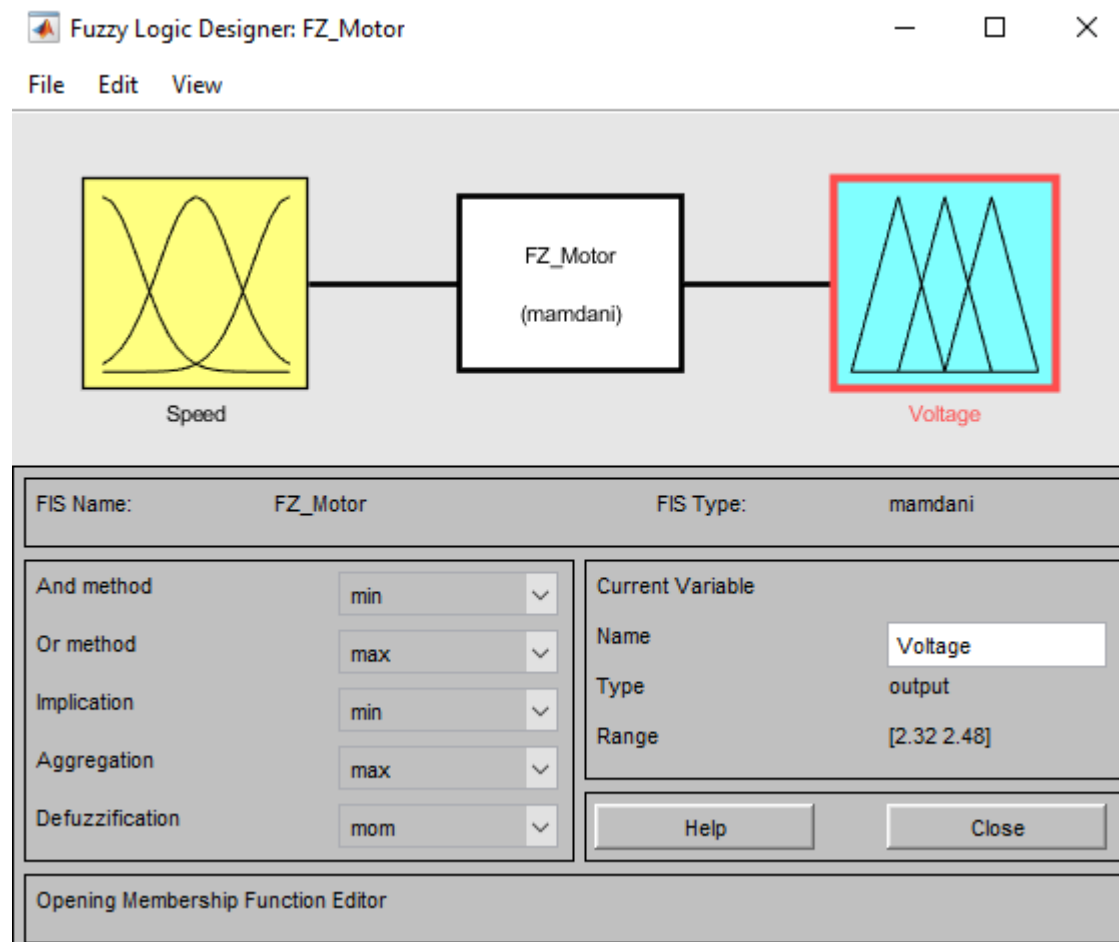 Fuzzy Logic Designer: FZ_Motor
File Edit View
FZ_Motor
(mamdani)
Speed
Voltage
FIS Name: FZ_Motor FIS Type: mamdani
And method min
Or method max
Implication min
Aggregation max
Defuzzification mom
Current Variable
Name Voltage
Type output
Range [2.32 2.48]
Help Close
Opening Membership Function Editor